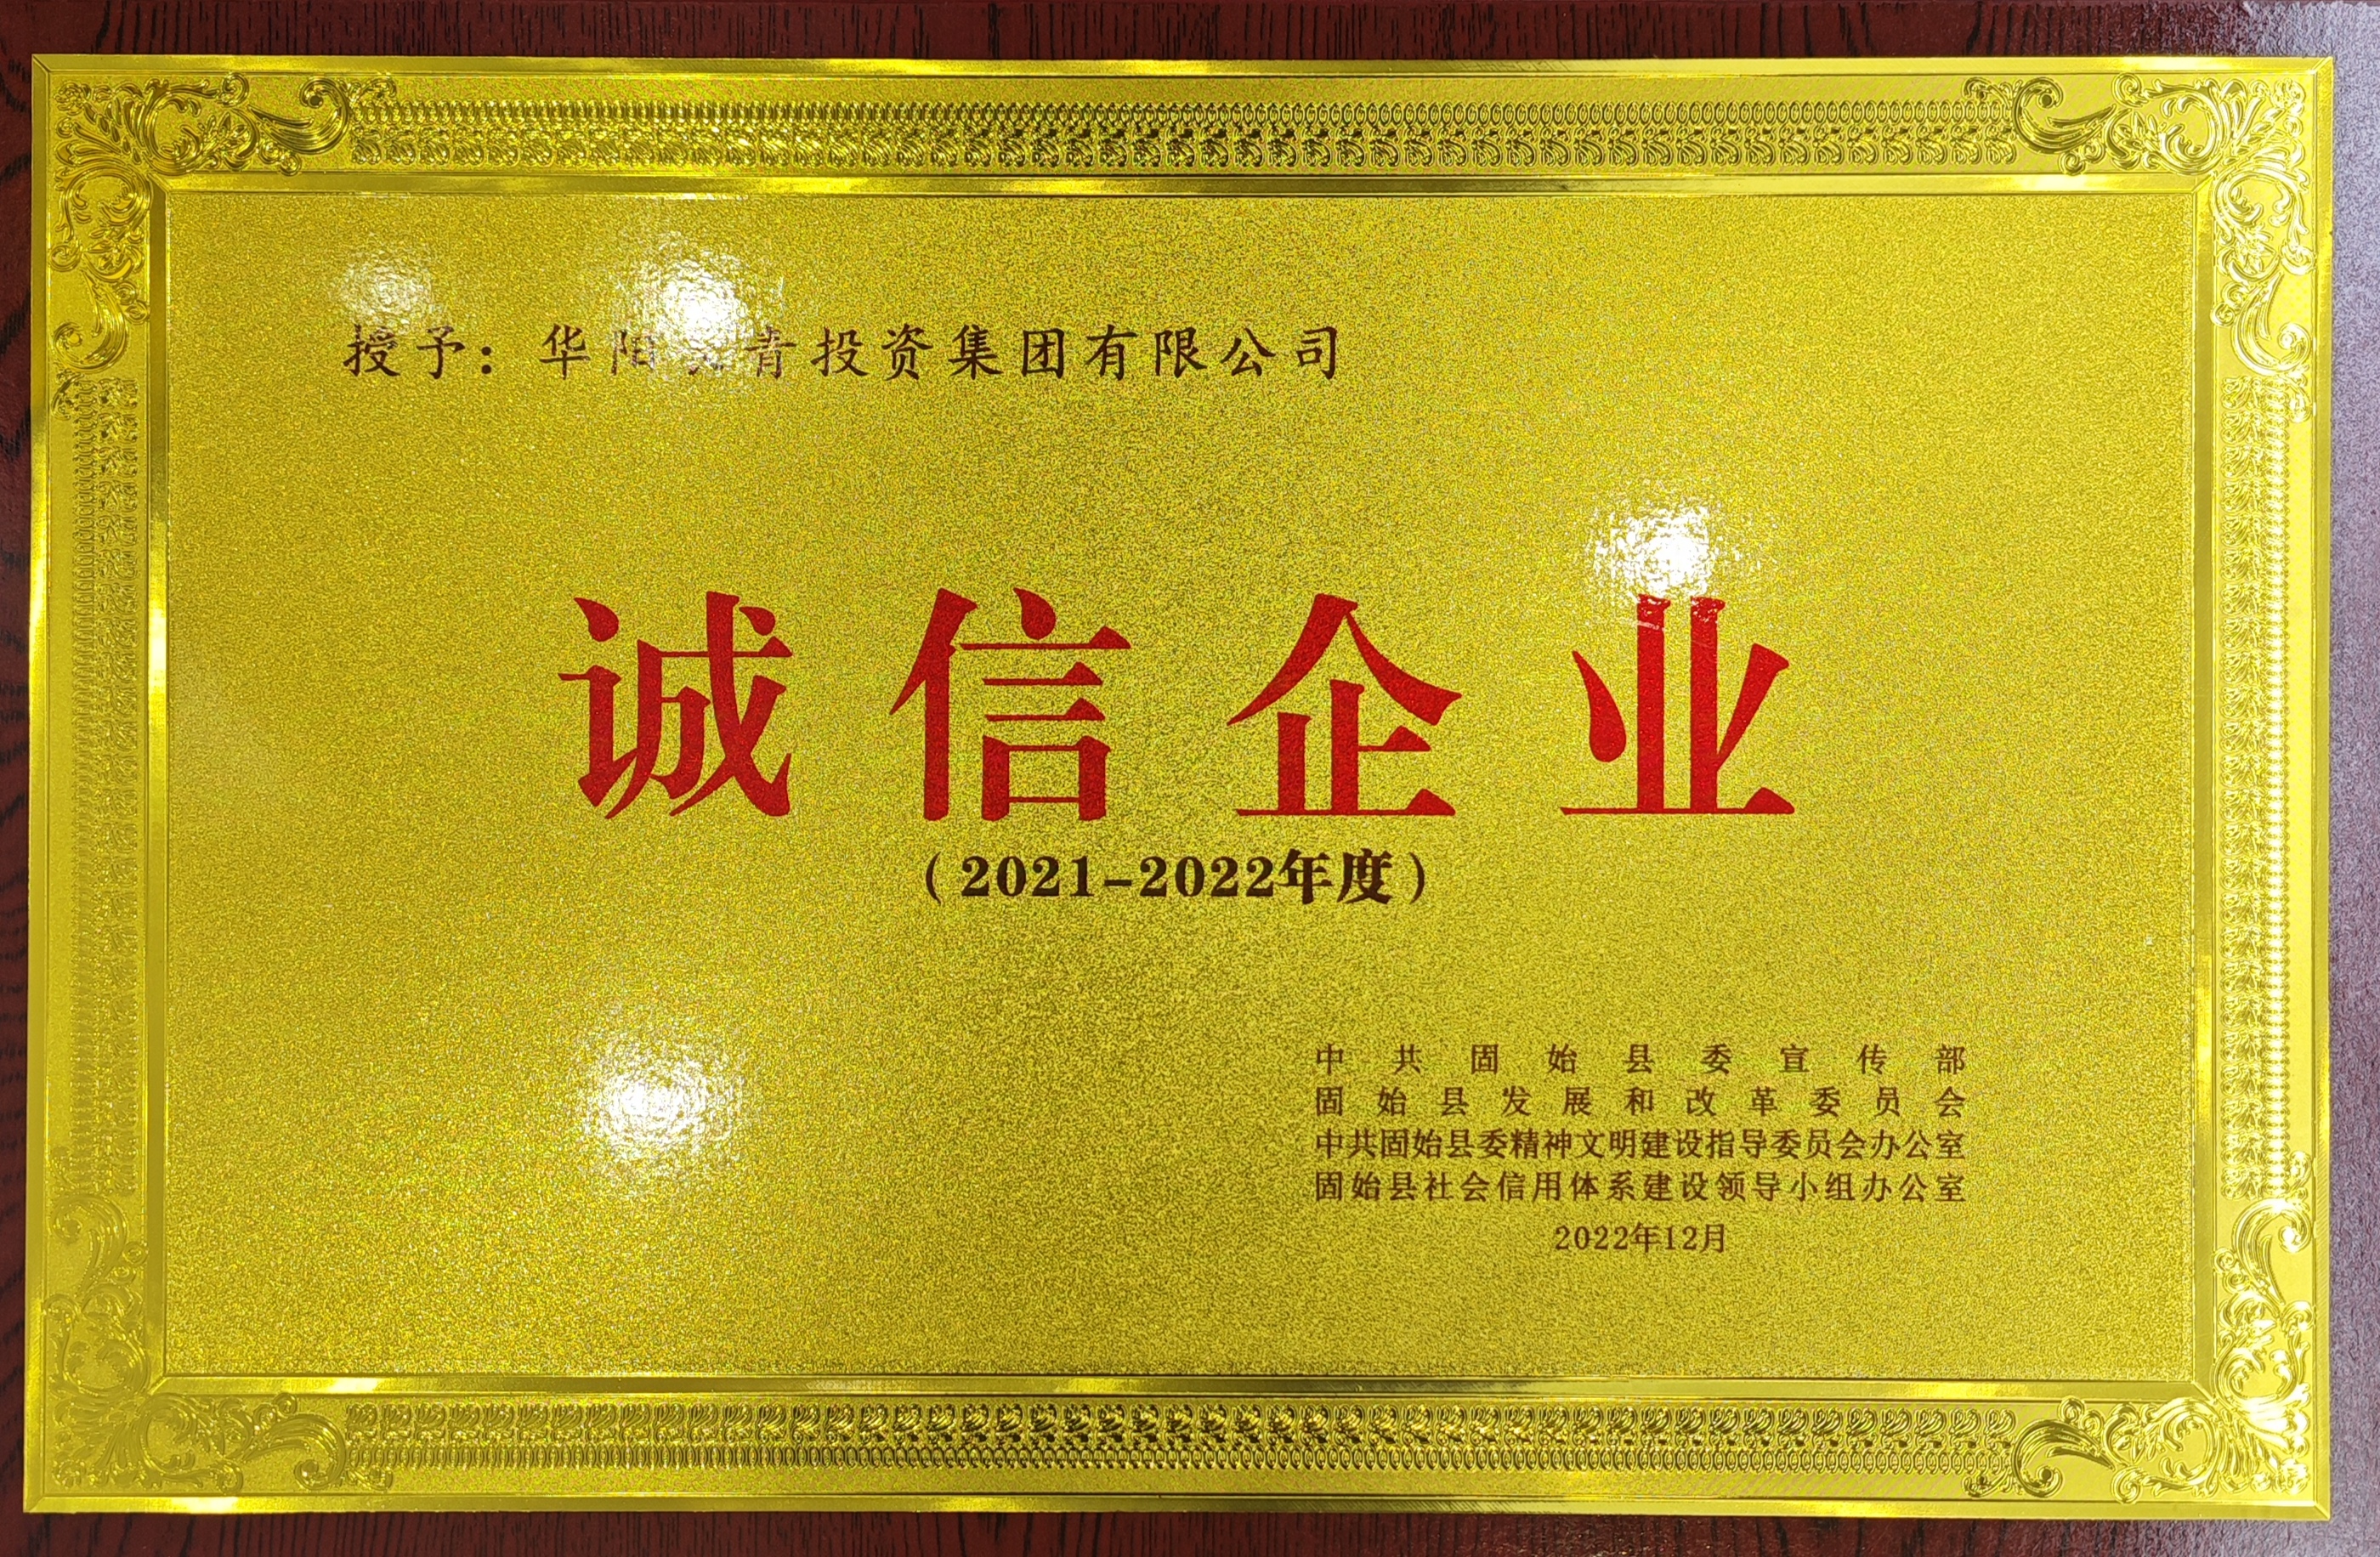 授予：华阳青投资集团有限公司
诚信企业
（2021-2022年度）
中共固始县委宣传部
固始县发展和改革委员会
中共固始县委精神文明建设指导委员会办公室
固始县社会信用体系建设领导小组办公室
2022年12月